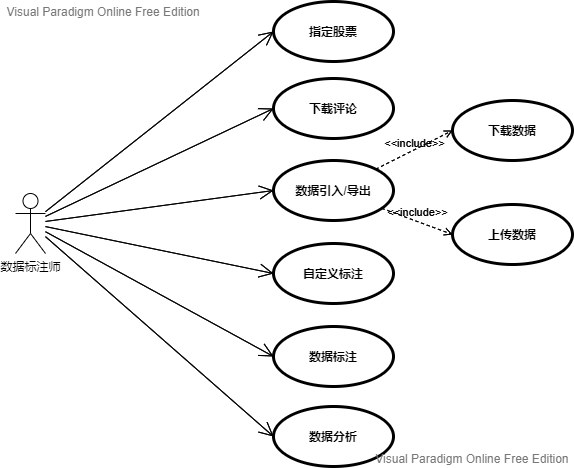 Visual Paradigm Online Free Edition
指定股票
下载评论
数据引入/导出
<<include>>
下载数据
<<include>>
上传数据
数据标注师
自定义标注
数据标注
数据分析
Visual Paradigm Online Free Edition